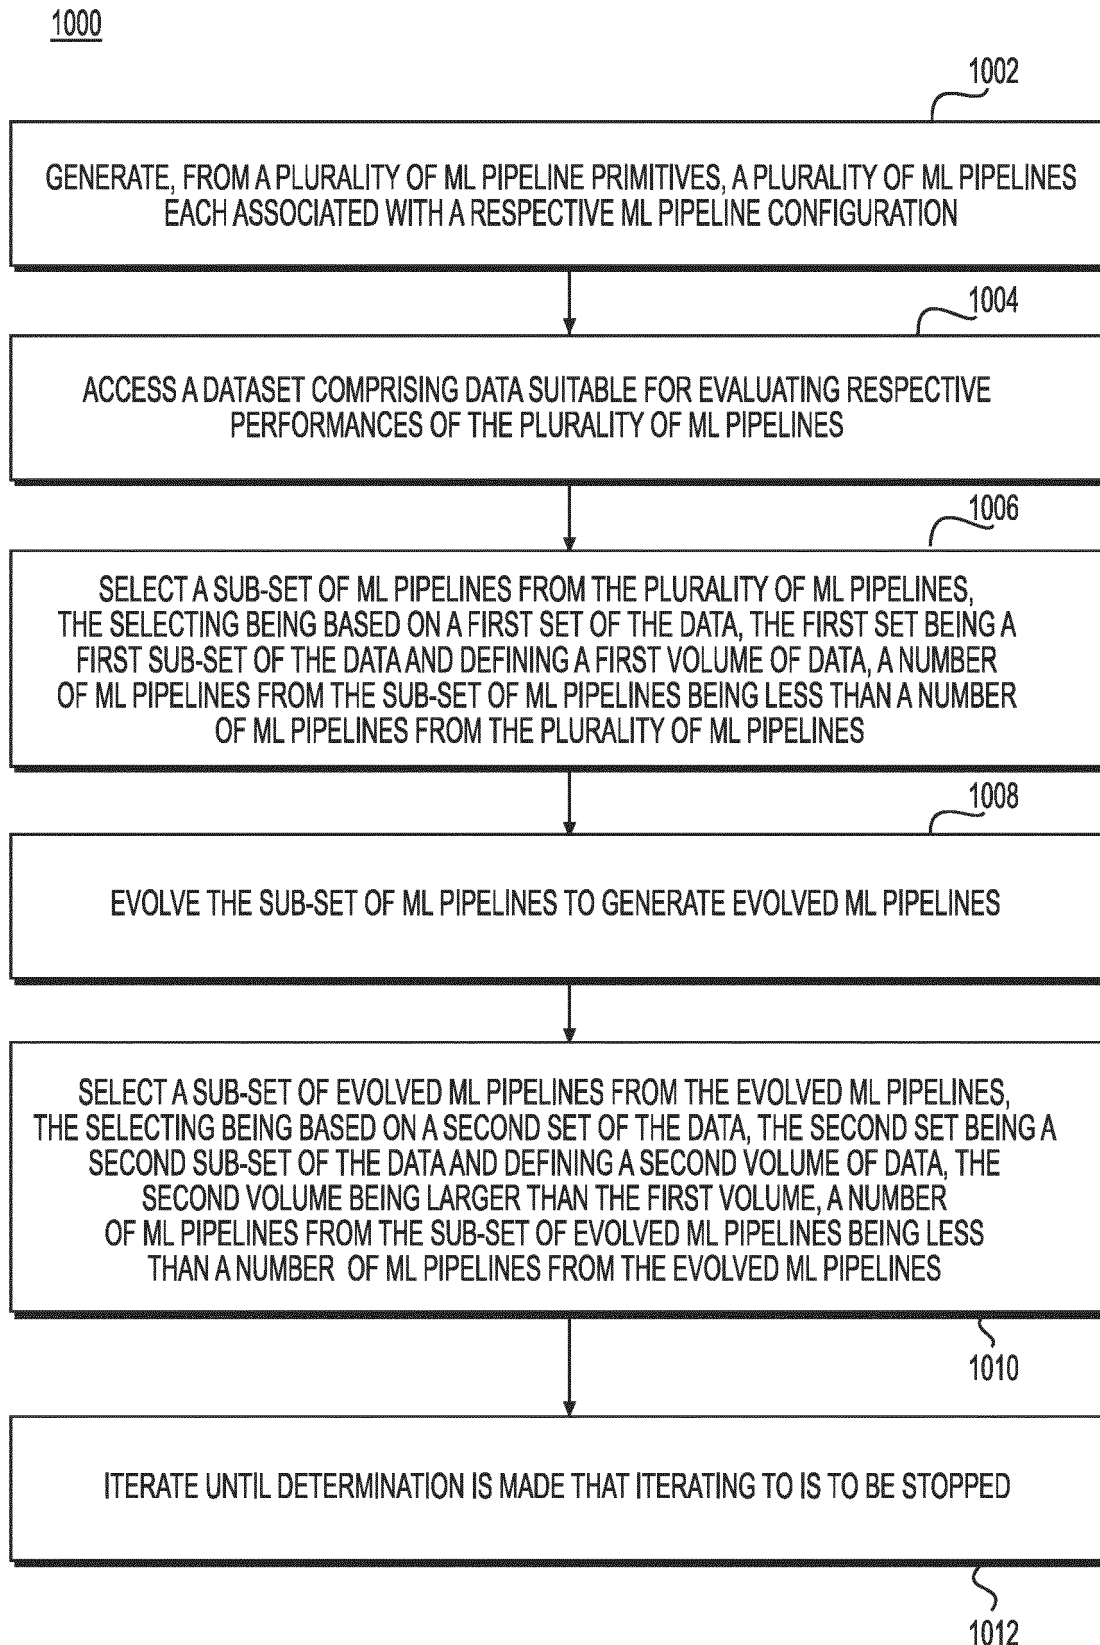 1000
1002
GENERATE, FROM A PLURALITY OF ML PIPELINE PRIMITIVES, A PLURALITY OF ML PIPELINES
EACH ASSOCIATED WITH A RESPECTIVE ML PIPELINE CONFIGURATION
1004
ACCESS A DATASET COMPRISING DATA SUITABLE FOR EVALUATING RESPECTIVE
PERFORMANCES OF THE PLURALITY OF ML PIPELINES
1006
SELECT A SUB-SET OF ML PIPELINES FROM THE PLURALITY OF ML PIPELINES,
THE SELECTING BEING BASED ON A FIRST SET OF THE DATA, THE FIRST SET BEING A
FIRST SUB-SET OF THE DATA AND DEFINING A FIRST VOLUME OF DATA, A NUMBER
OF ML PIPELINES FROM THE SUB-SET OF ML PIPELINES BEING LESS THAN A NUMBER
OF ML PIPELINES FROM THE PLURALITY OF ML PIPELINES
1008
EVOLVE THE SUB-SET OF ML PIPELINES TO GENERATE EVOLVED ML PIPELINES
SELECT A SUB-SET OF EVOLVED ML PIPELINES FROM THE EVOLVED ML PIPELINES,
THE SELECTING BEING BASED ON A SECOND SET OF THE DATA, THE SECOND SET BEING A
SECOND SUB-SET OF THE DATA AND DEFINING A SECOND VOLUME OF DATA, THE
SECOND VOLUME BEING LARGER THAN THE FIRST VOLUME, A NUMBER
OF ML PIPELINES FROM THE SUB-SET OF EVOLVED ML PIPELINES BEING LESS
THAN A NUMBER OF ML PIPELINES FROM THE EVOLVED ML PIPELINES
1010
ITERATE UNTIL DETERMINATION IS MADE THAT ITERATING TO IS TO BE STOPPED
1012